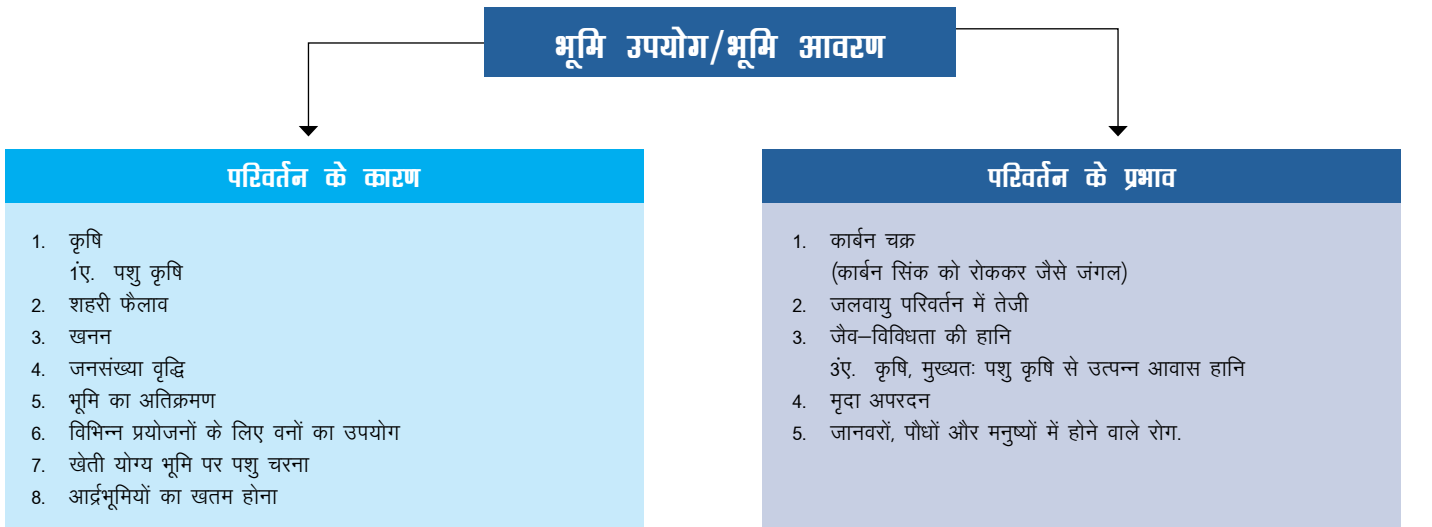 भूमि उपयोग/भूमि आवरण
परिवर्तन के कारण
1. कृषि
1ंए. पशु कृषि
2. शहरी फैलाव
3. खनन
4. जनसंख्या वृद्धि
5. भूमि का अतिक्रमण
6. विभिन्न प्रयोजनों के लिए वनों का उपयोग
7. खेती योग्य भूमि पर पशु चरना
8. आर्द्रभूमियों का खतम होना
परिवर्तन के प्रभाव
1. कार्बन चक्र
(कार्बन सिंक को रोककर जैसे जंगल)
2. जलवायु परिवर्तन में तेजी
3. जैव–विविधता की हानि
3ंए. कृषि, मुख्यतः पशु कृषि से उत्पन्न आवास हानि
4. मृदा अपरदन
5. जानवरों, पौधों और मनुष्यों में होने वाले रोग.